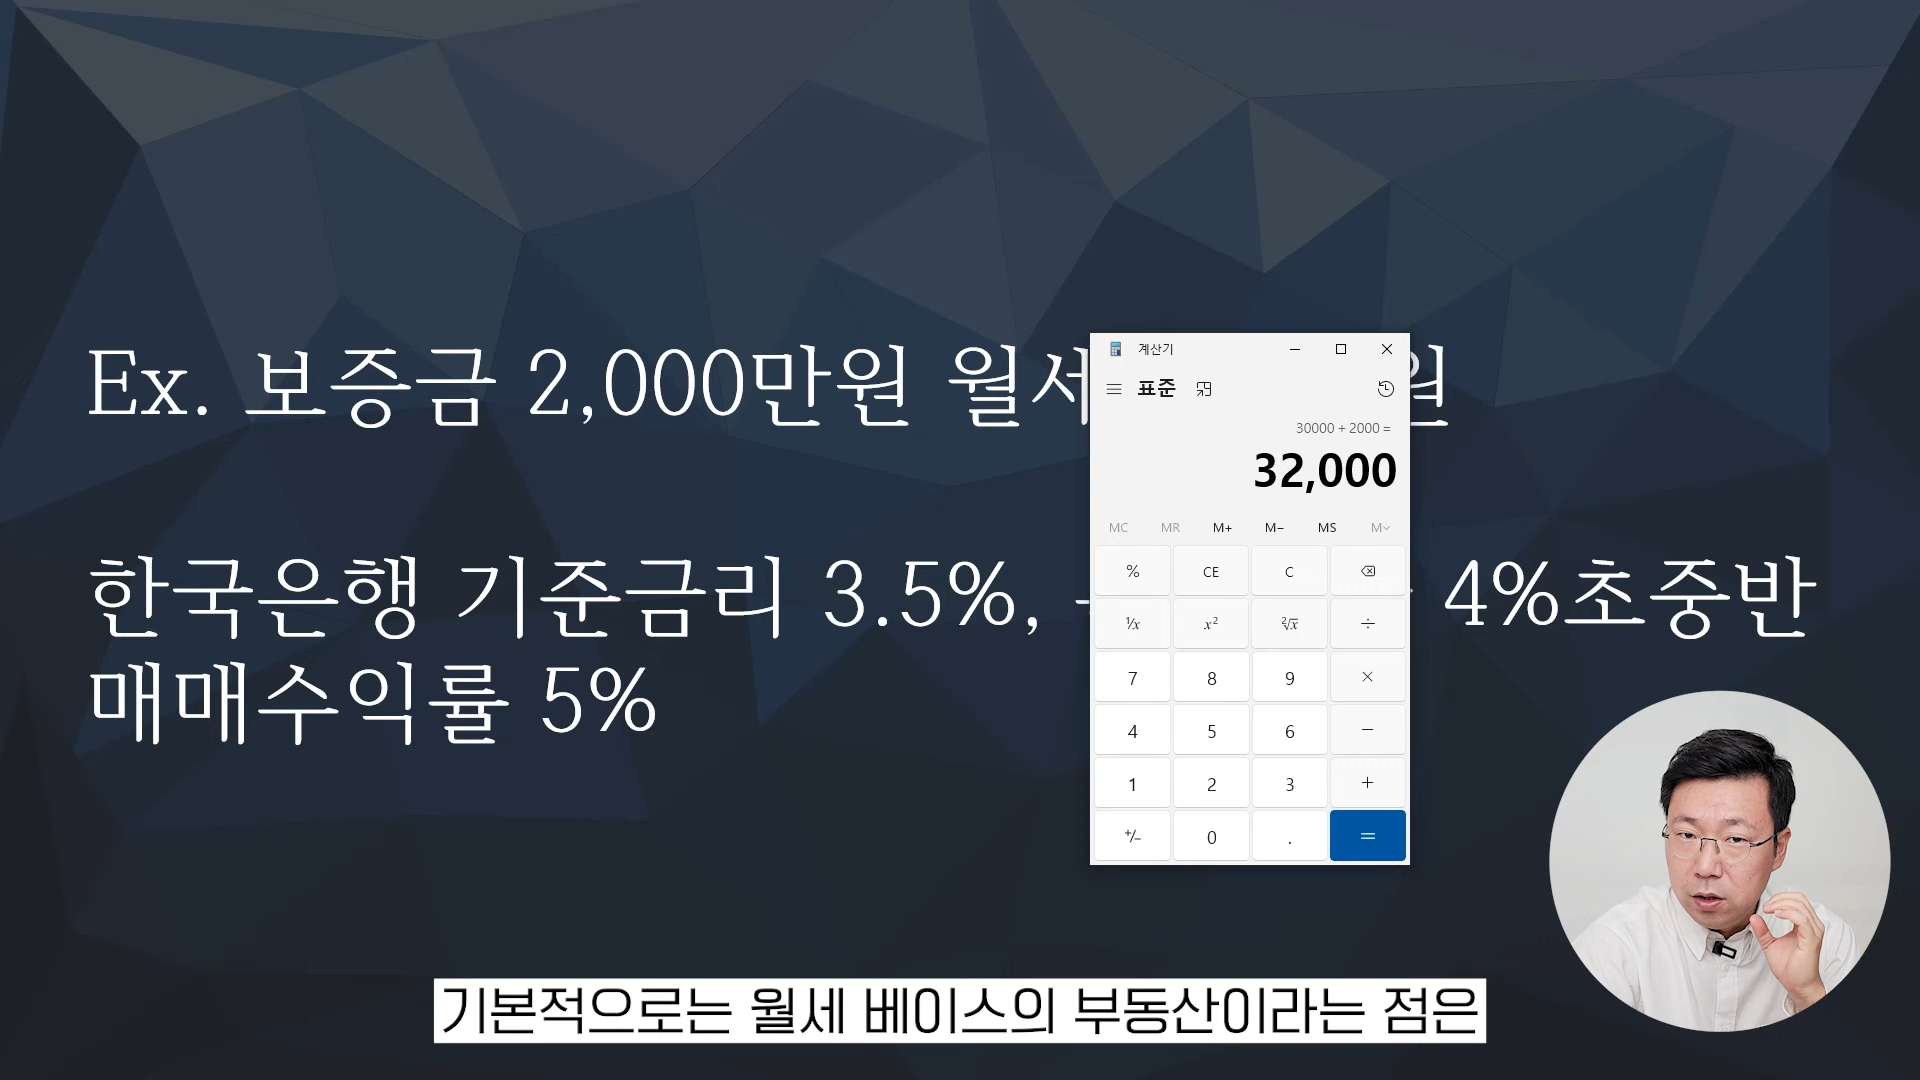 Ex. 보증금 2,000만원 월세 원
한국은행 기준금리 3.5%, 4%초중반
매매수익률 5%
계산기
표준
30000 + 2000 =
32,000
MC MR M+ M− MS M
% CE C
1/x x² ²√x ÷
7 8 9 ×
4 5 6 −
1 2 3 +
+/− 0 . =
기본적으로는 월세 베이스의 부동산이라는 점은